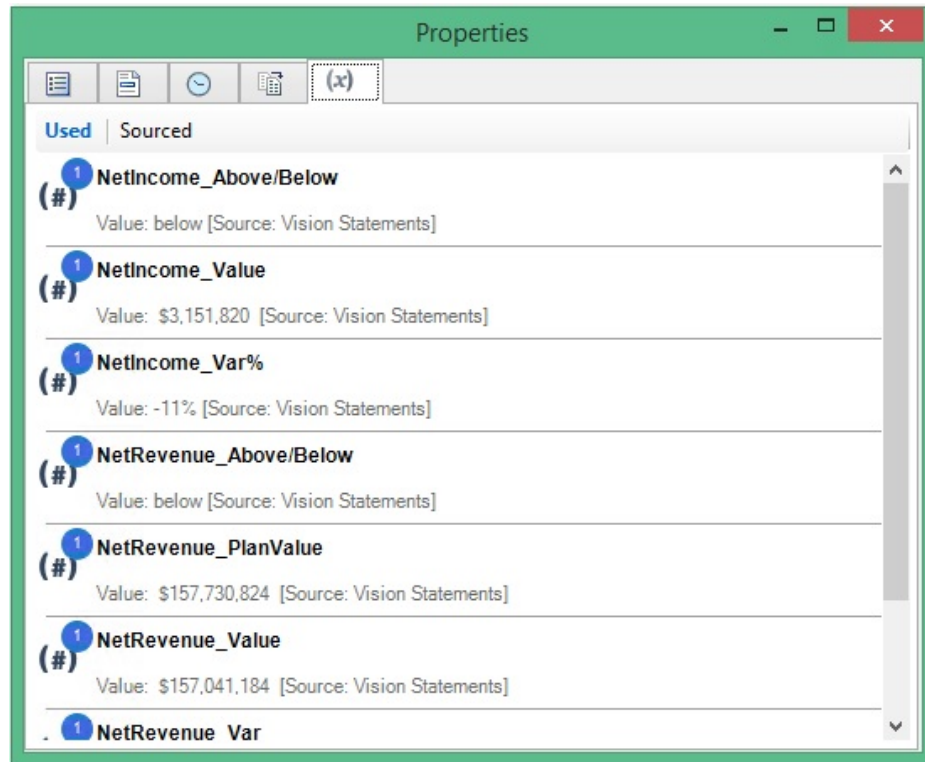 Properties
(x)
Used | Sourced
1
(#)
NetIncome_Above/Below
Value: below [Source: Vision Statements]
1
(#)
NetIncome_Value
Value: $3,151,820 [Source: Vision Statements]
1
(#)
NetIncome_Var%
Value: -11% [Source: Vision Statements]
1
(#)
NetRevenue_Above/Below
Value: below [Source: Vision Statements]
1
(#)
NetRevenue_PlanValue
Value: $157,730,824 [Source: Vision Statements]
1
(#)
NetRevenue_Value
Value: $157,041,184 [Source: Vision Statements]
1
NetRevenue_Var